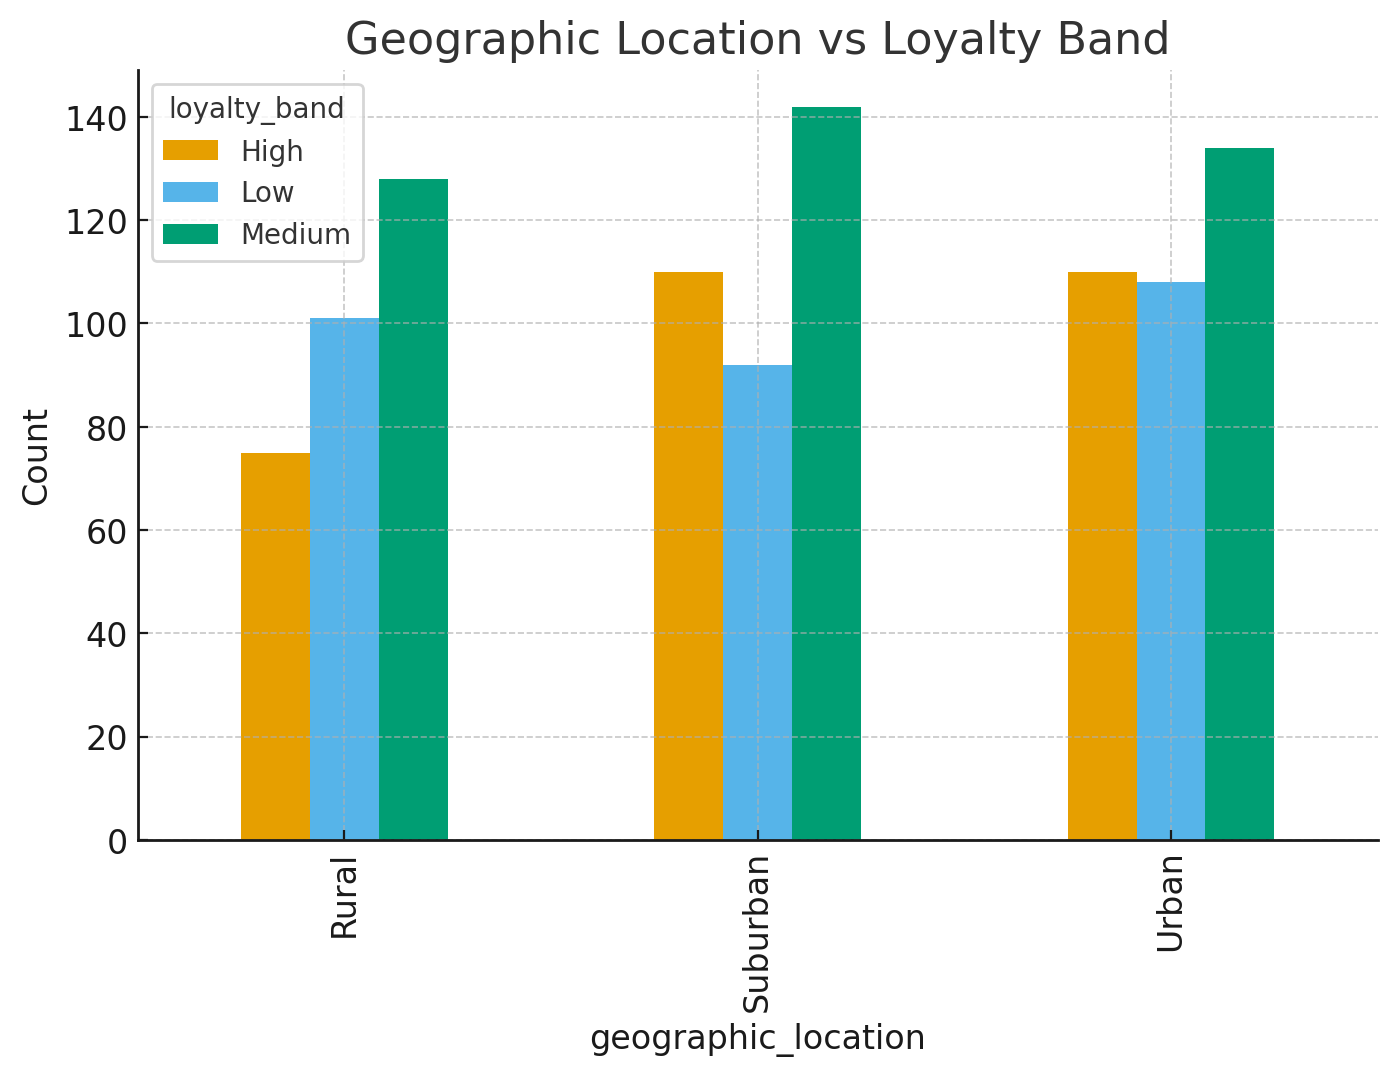 Geographic Location vs Loyalty Band
loyalty_band
High
Low
Medium
Count
140
120
100
80
60
40
20
0
Rural
Suburban
Urban
geographic_location